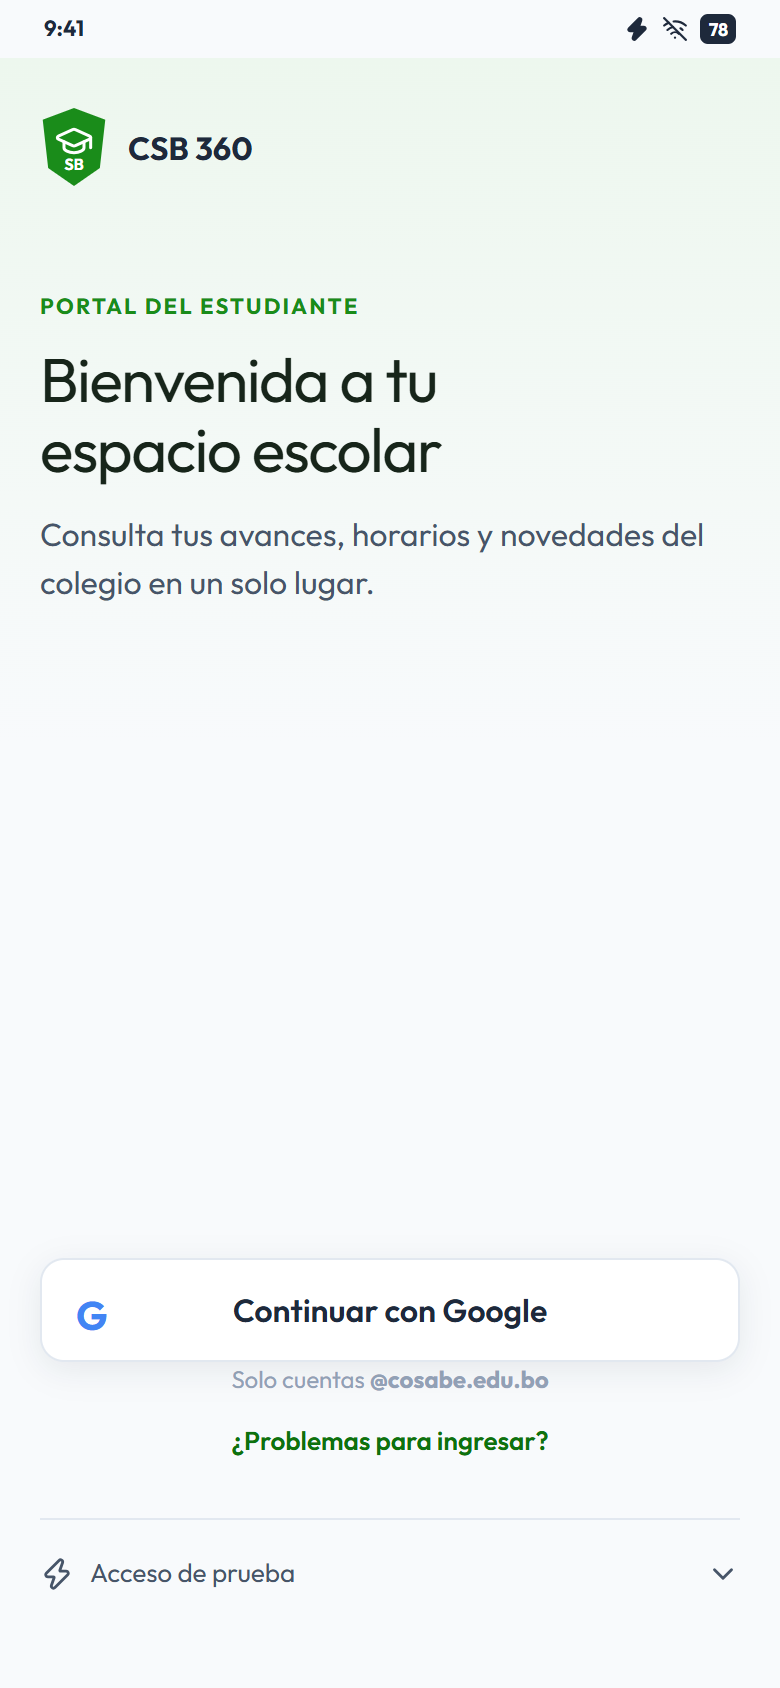 9:41
78
SB
CSB 360
PORTAL DEL ESTUDIANTE
Bienvenida a tu
espacio escolar
Consulta tus avances, horarios y novedades del
colegio en un solo lugar.
G
Continuar con Google
Solo cuentas @cosabe.edu.bo
¿Problemas para ingresar?
Acceso de prueba